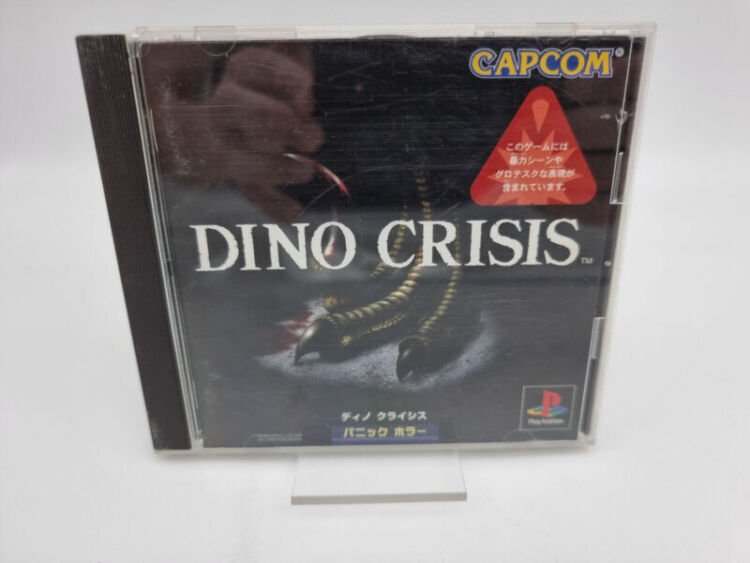 CAPCOM
このゲームには
暴力シーンや
グロテスクな表現が
含まれています。
DINO CRISIS™
ディノ クライシス
パニック ホラー
PlayStation